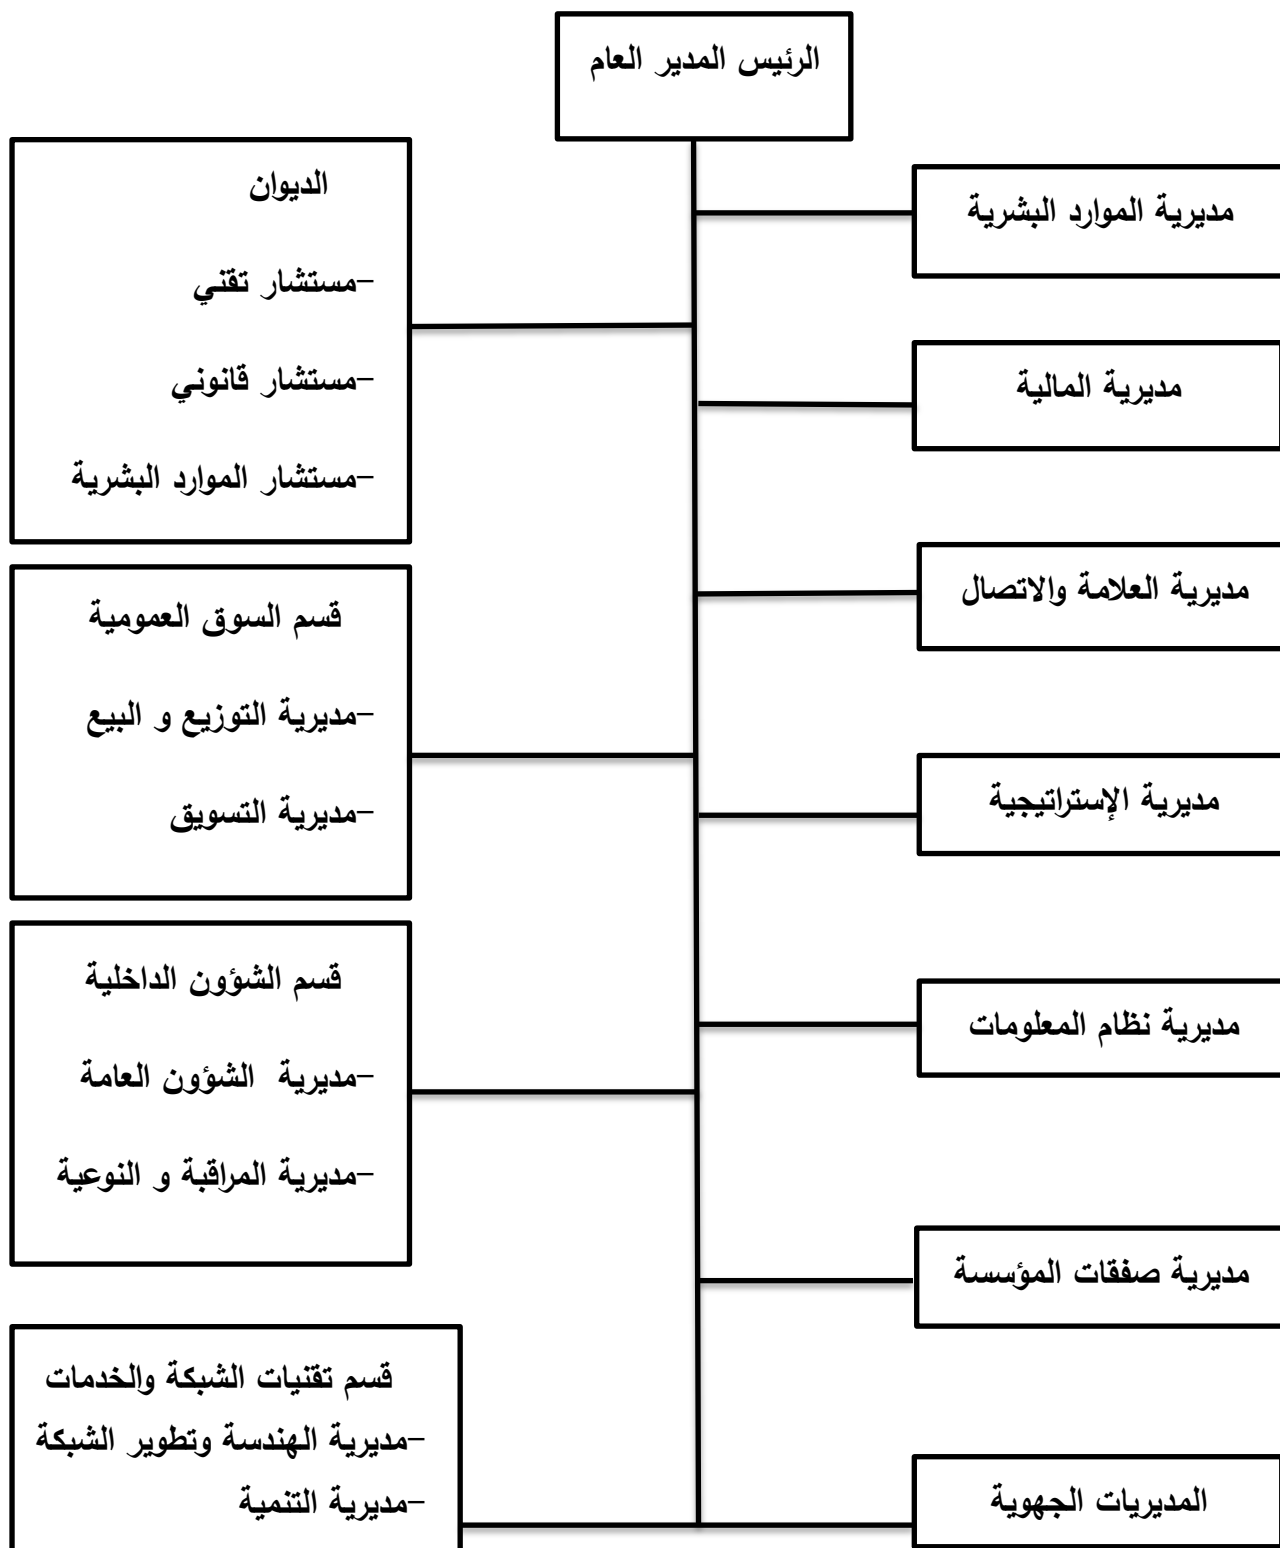 الرئيس المدير العام
مديرية الموارد البشرية
مديرية المالية
مديرية العلامة والاتصال
مديرية الإستراتيجية
مديرية نظام المعلومات
مديرية صفقات المؤسسة
المديريات الجهوية
الديوان
-مستشار تقني
-مستشار قانوني
-مستشار الموارد البشرية
قسم السوق العمومية
-مديرية التوزيع و البيع
-مديرية التسويق
قسم الشؤون الداخلية
-مديرية الشؤون العامة
-مديرية المراقبة و النوعية
قسم تقنيات الشبكة والخدمات
-مديرية الهندسة وتطوير الشبكة
-مديرية التنمية